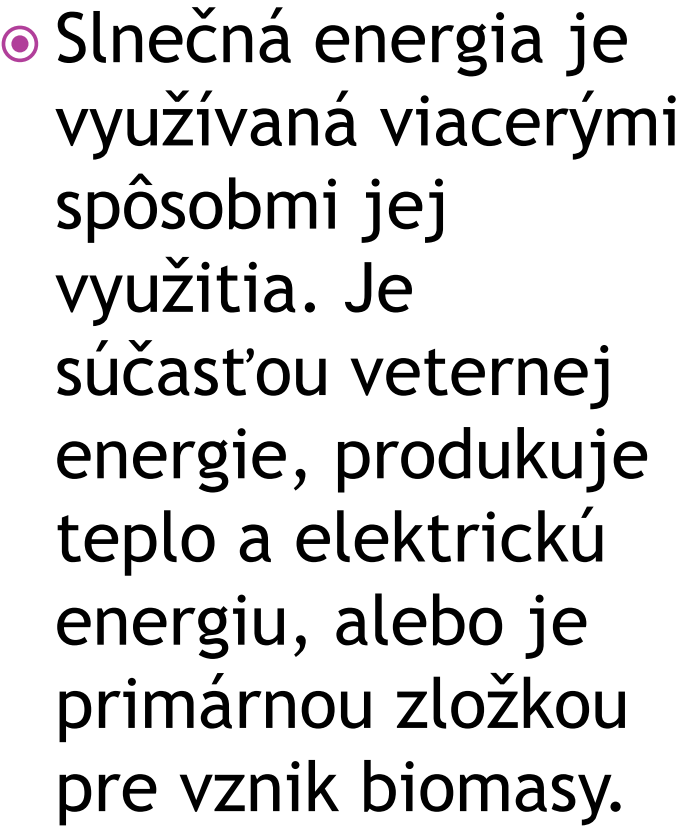 Slnečná energia je
využívaná viacerými
spôsobmi jej
využitia. Je
súčasťou veternej
energie, produkuje
teplo a elektrickú
energiu, alebo je
primárnou zložkou
pre vznik biomasy.